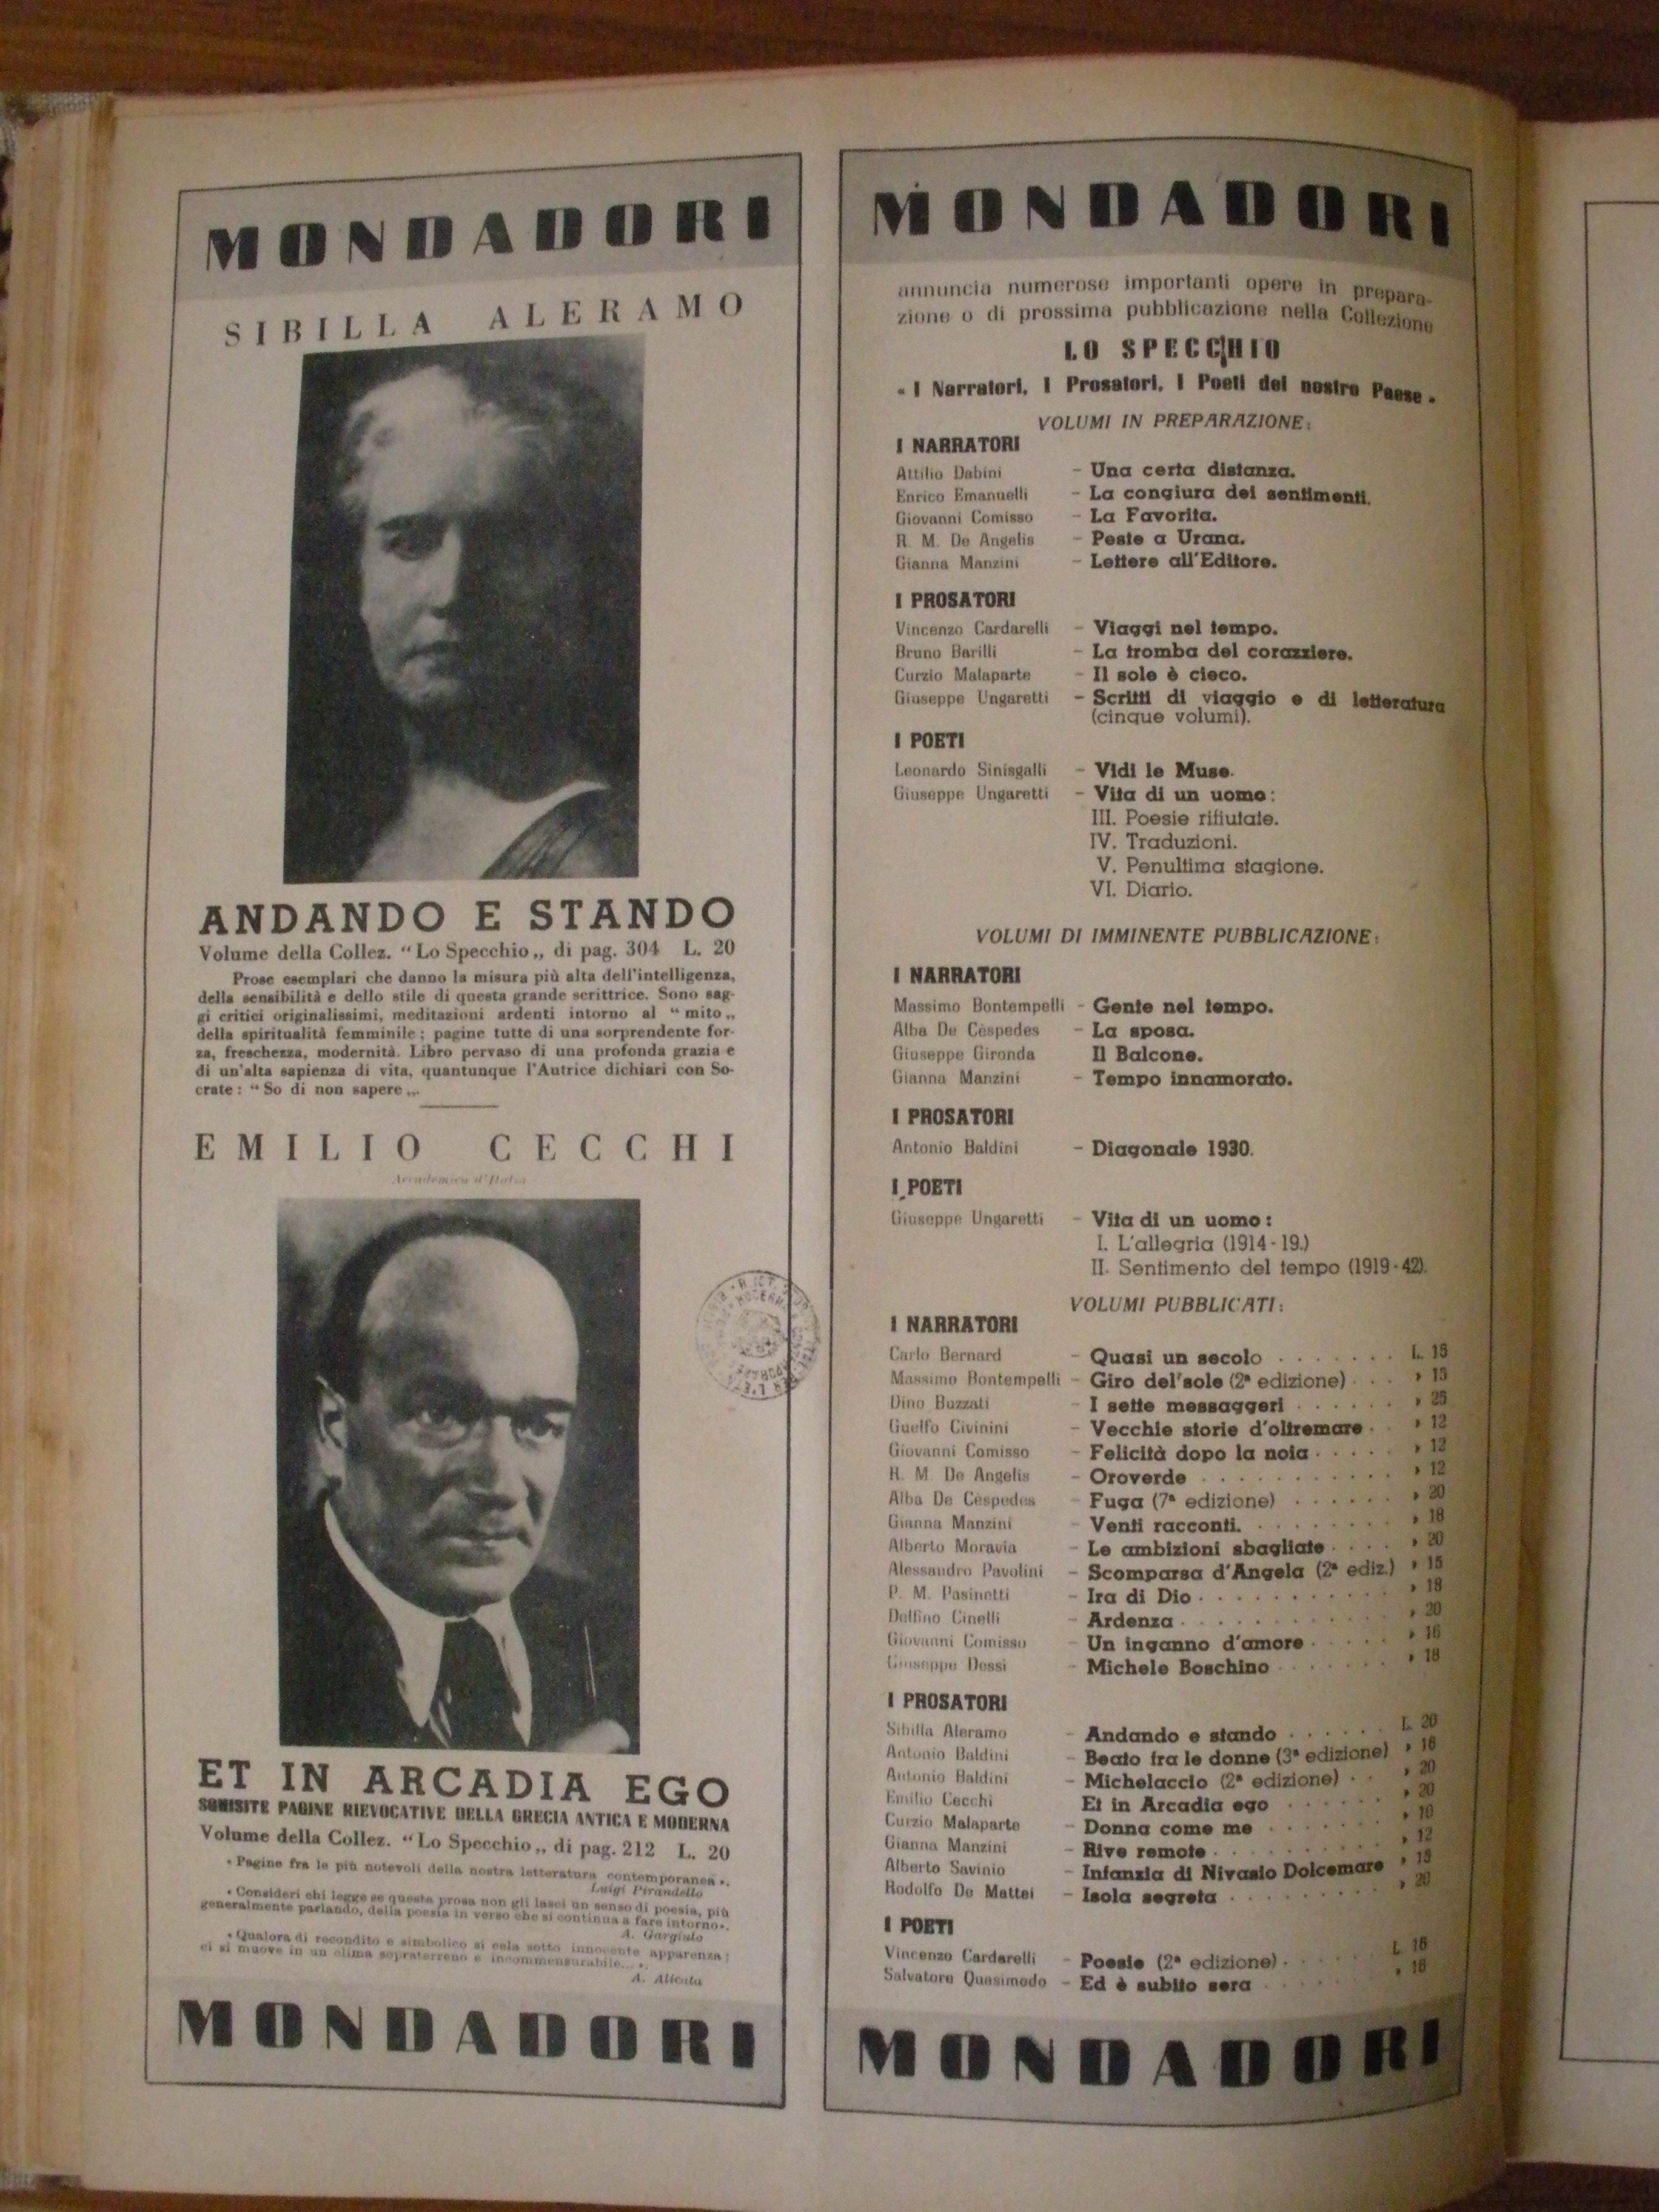 MONDADORI
SIBILLA ALERAMO
ANDANDO E STANDO
Volume della Collez. “Lo Specchio„ di pag. 304 L. 20
Prose esemplari che danno la misura più alta dell'intelligenza,
della sensibilità e dello stile di questa grande scrittrice. Sono sag-
gi critici originalissimi, meditazioni ardenti intorno al “mito„
della spiritualità femminile; pagine tutte di una sorprendente for-
za, freschezza, modernità. Libro pervaso di una profonda grazia e
di un'alta sapienza di vita, quantunque l'Autrice dichiari con So-
crate: “So di non sapere„.
EMILIO CECCHI
Accademico d'Italia
ET IN ARCADIA EGO
SQUISITE PAGINE RIEVOCATIVE DELLA GRECIA ANTICA E MODERNA
Volume della Collez. “Lo Specchio„ di pag. 212 L. 20
«Pagine fra le più notevoli della nostra letteratura contemporanea».
Luigi Pirandello
«Consideri chi legge se questa prosa non gli lasci un senso di poesia, più
generalmente parlando, della poesia in verso che si continua a fare intorno».
A. Gargiulo
«Qualora di recondito e simbolico si cela sotto innocente apparenza;
ci si muove in un clima sopraterreno e incommensurabile...».
A. Alicata
MONDADORI
MONDADORI
annuncia numerose importanti opere in prepara-
zione o di prossima pubblicazione nella Collezione
LO SPECCHIO
«I Narratori, I Prosatori, I Poeti del nostro Paese»
VOLUMI IN PREPARAZIONE:
I NARRATORI
Attilio Dabini - Una certa distanza.
Enrico Emanuelli - La congiura dei sentimenti.
Giovanni Comisso - La Favorita.
R. M. De Angelis - Peste a Urana.
Gianna Manzini - Lettere all'Editore.
I PROSATORI
Vincenzo Cardarelli - Viaggi nel tempo.
Bruno Barilli - La tromba del corazziere.
Curzio Malaparte - Il sole è cieco.
Giuseppe Ungaretti - Scritti di viaggio e di letteratura
(cinque volumi).
I POETI
Leonardo Sinisgalli - Vidi le Muse.
Giuseppe Ungaretti - Vita di un uomo:
III. Poesie rifiutate.
IV. Traduzioni.
V. Penultima stagione.
VI. Diario.
VOLUMI DI IMMINENTE PUBBLICAZIONE:
I NARRATORI
Massimo Bontempelli - Gente nel tempo.
Alba De Cèspedes - La sposa.
Giuseppe Gironda Il Balcone.
Gianna Manzini - Tempo innamorato.
I PROSATORI
Antonio Baldini - Diagonale 1930.
I POETI
Giuseppe Ungaretti - Vita di un uomo:
I. L'allegria (1914-19.)
II. Sentimento del tempo (1919-42).
VOLUMI PUBBLICATI:
I NARRATORI
Carlo Bernard - Quasi un secolo . . . . . . . L. 15
Massimo Bontempelli - Giro del sole (2ª edizione) . . . » 15
Dino Buzzati - I sette messaggeri . . . . . . » 25
Guelfo Civinini - Vecchie storie d'oltremare . . » 12
Giovanni Comisso - Felicità dopo la noia . . . . . » 12
R. M. De Angelis - Oroverde . . . . . . . . . . » 12
Alba De Cèspedes - Fuga (7ª edizione) . . . . . . » 20
Gianna Manzini - Venti racconti. . . . . . . . . » 18
Alberto Moravia - Le ambizioni sbagliate . . . . » 20
Alessandro Pavolini - Scomparsa d'Angela (2ª ediz.) » 15
P. M. Pasinetti - Ira di Dio . . . . . . . . . . » 18
Delfino Cinelli - Ardenza . . . . . . . . . . » 20
Giovanni Comisso - Un inganno d'amore . . . . . » 16
Giuseppe Dessì - Michele Boschino . . . . . . . » 18
I PROSATORI
Sibilla Aleramo - Andando e stando . . . . . . L. 20
Antonio Baldini - Beato fra le donne (3ª edizione) » 16
Antonio Baldini - Michelaccio (2ª edizione) . . » 20
Emilio Cecchi Et in Arcadia ego . . . . . . » 20
Curzio Malaparte - Donna come me . . . . . . . » 10
Gianna Manzini - Rive remote . . . . . . . . . » 12
Alberto Savinio - Infanzia di Nivasio Dolcemare » 15
Rodolfo De Mattei - Isola segreta . . . . . . . . . » 20
I POETI
Vincenzo Cardarelli - Poesie (2ª edizione) . . . . . L. 16
Salvatore Quasimodo - Ed è subito sera . . . . . . » 16
MONDADORI